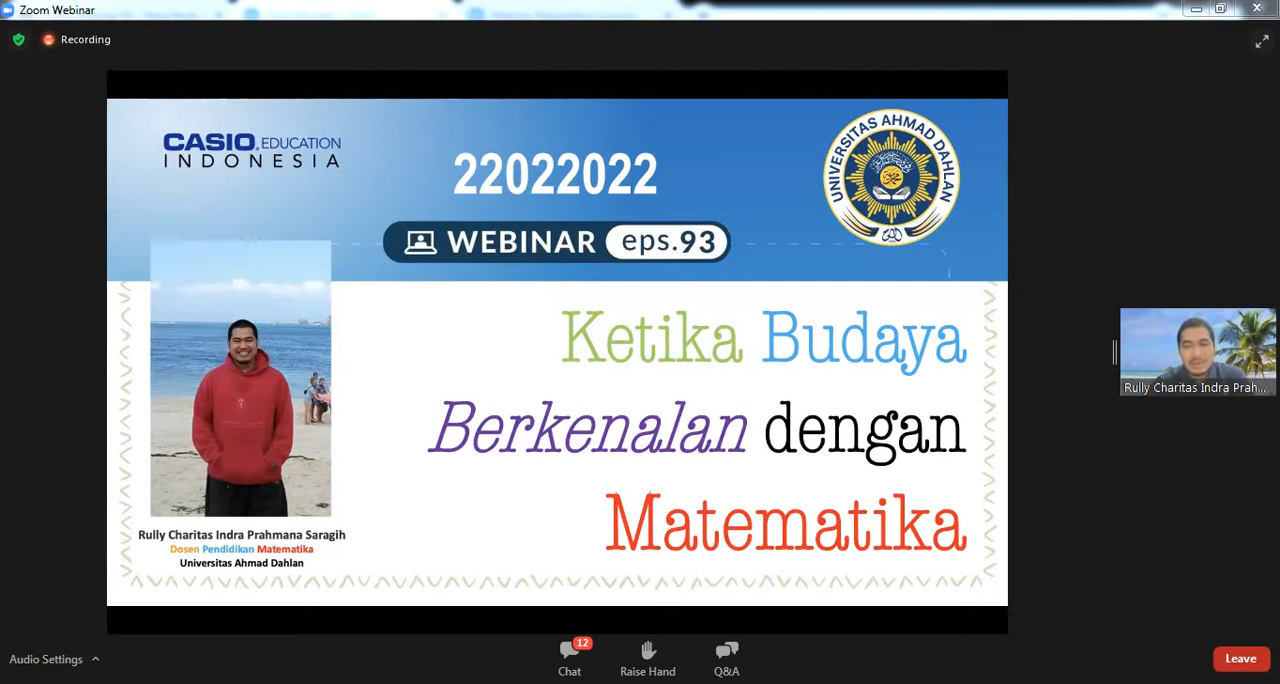 Zoom Webinar
Recording
CASIO. EDUCATION
INDONESIA
22022022
UNIVERSITAS AHMAD DAHLAN
WEBINAR eps.93
Ketika Budaya
Berkenalan dengan
Matematika
Rully Charitas Indra Prahmana Saragih
Dosen Pendidikan Matematika
Universitas Ahmad Dahlan
Rully Charitas Indra Prah...
Audio Settings
12
Chat
Raise Hand
Q&A
Leave